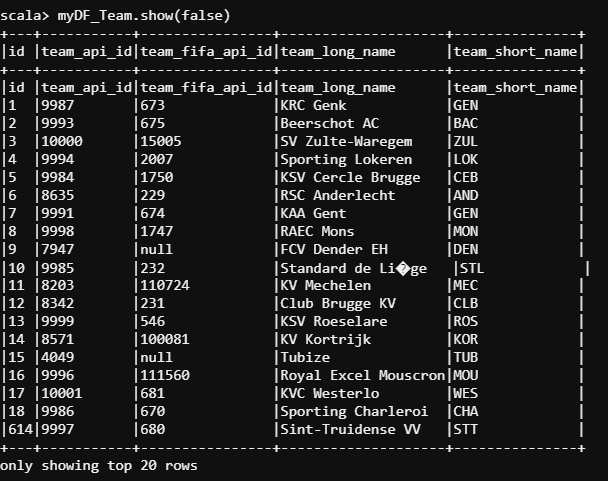 scala> myDF_Team.show(false)
+---+-----------+----------------+--------------------+---------------+
|id |team_api_id|team_fifa_api_id|team_long_name      |team_short_name|
+---+-----------+----------------+--------------------+---------------+
|id |team_api_id|team_fifa_api_id|team_long_name      |team_short_name|
|1  |9987       |673             |KRC Genk            |GEN            |
|2  |9993       |675             |Beerschot AC        |BAC            |
|3  |10000      |15005           |SV Zulte-Waregem    |ZUL            |
|4  |9994       |2007            |Sporting Lokeren    |LOK            |
|5  |9984       |1750            |KSV Cercle Brugge   |CEB            |
|6  |8635       |229             |RSC Anderlecht      |AND            |
|7  |9991       |674             |KAA Gent            |GEN            |
|8  |9998       |1747            |RAEC Mons           |MON            |
|9  |7947       |null            |FCV Dender EH       |DEN            |
|10 |9985       |232             |Standard de Li�ge   |STL            |
|11 |8203       |110724          |KV Mechelen         |MEC            |
|12 |8342       |231             |Club Brugge KV      |CLB            |
|13 |9999       |546             |KSV Roeselare       |ROS            |
|14 |8571       |100081          |KV Kortrijk         |KOR            |
|15 |4049       |null            |Tubize              |TUB            |
|16 |9996       |111560          |Royal Excel Mouscron|MOU            |
|17 |10001      |681             |KVC Westerlo        |WES            |
|18 |9986       |670             |Sporting Charleroi  |CHA            |
|614|9997       |680             |Sint-Truidense VV   |STT            |
+---+-----------+----------------+--------------------+---------------+
only showing top 20 rows